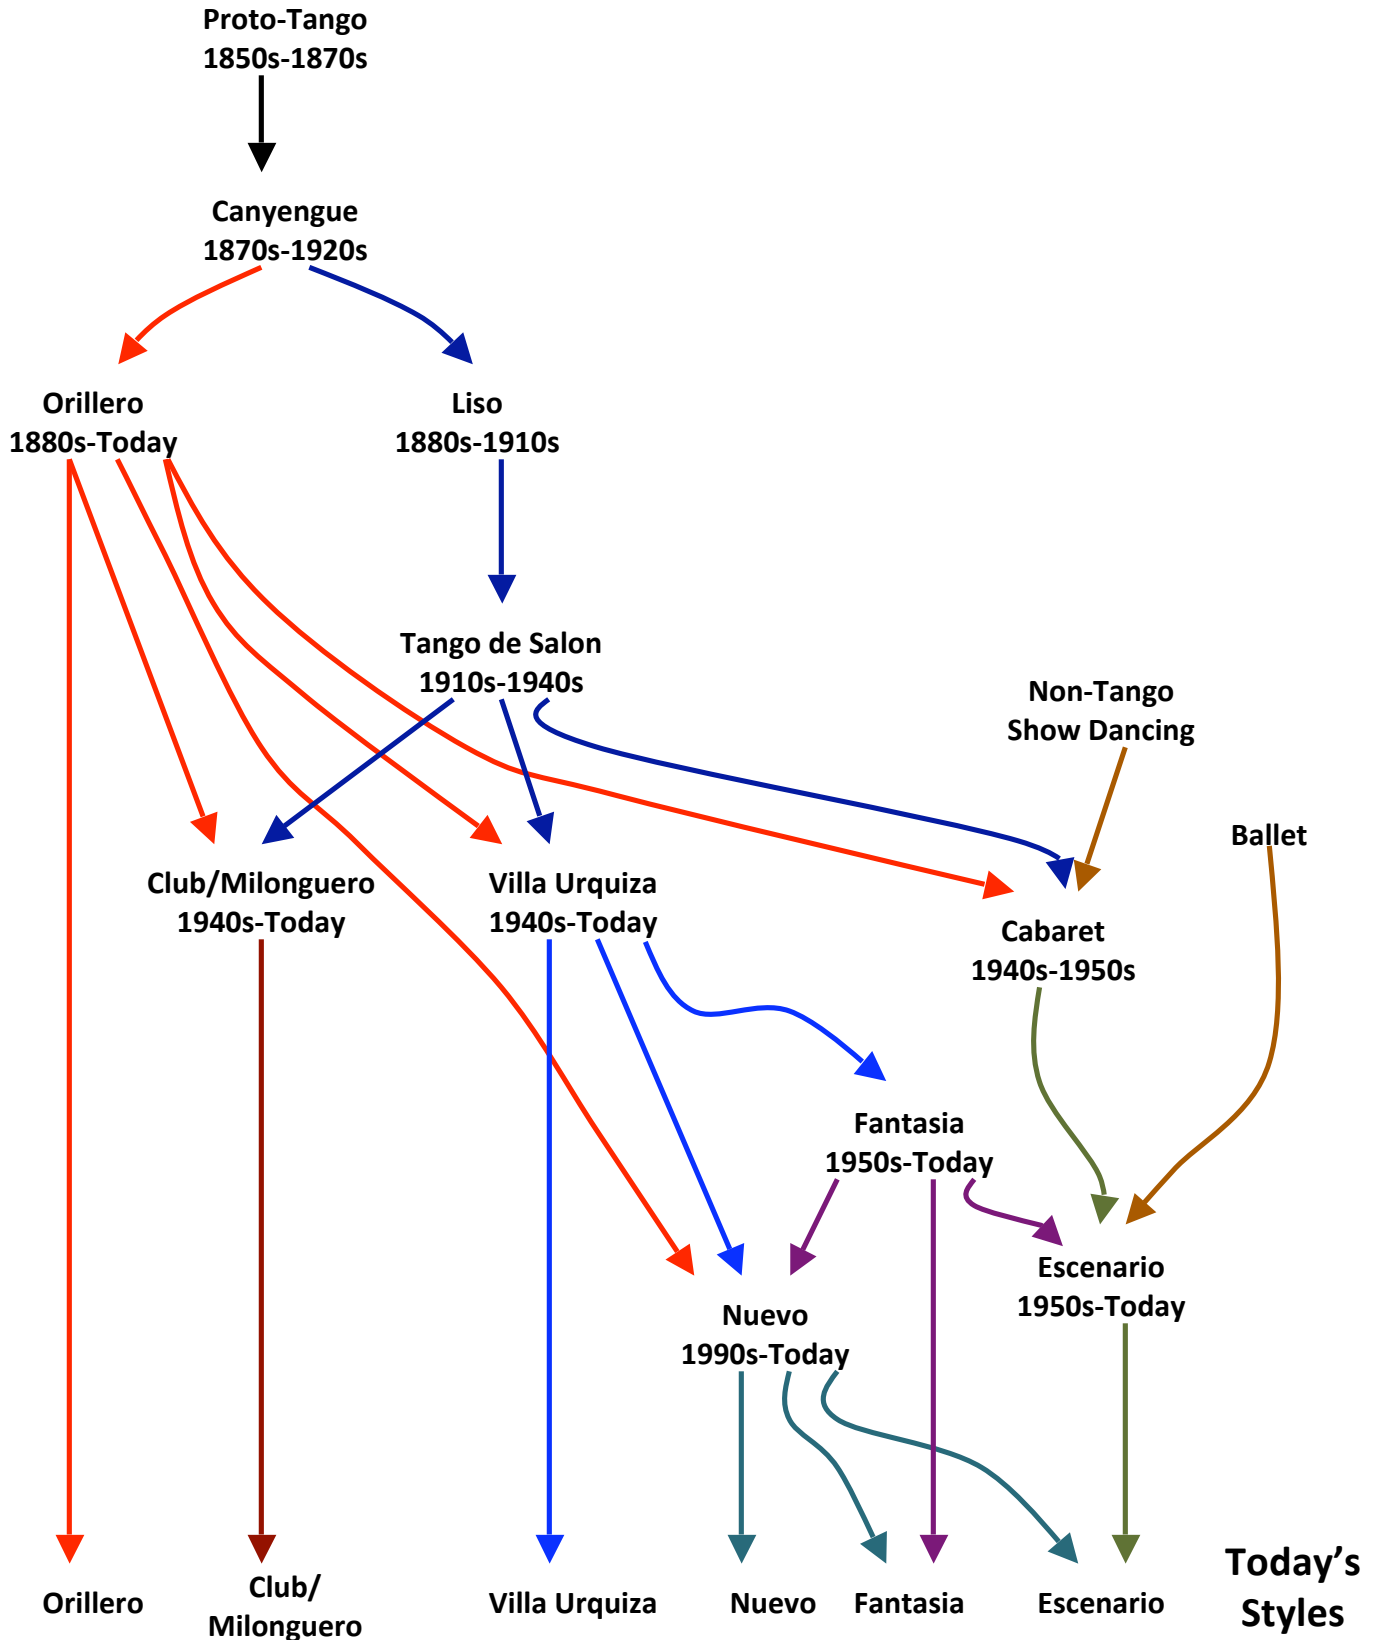 Proto-Tango
1850s-1870s
Canyengue
1870s-1920s
Orillero
1880s-Today
Liso
1880s-1910s
Tango de Salon
1910s-1940s
Non-Tango
Show Dancing
Ballet
Club/Milonguero
1940s-Today
Villa Urquiza
1940s-Today
Cabaret
1940s-1950s
Fantasia
1950s-Today
Escenario
1950s-Today
Nuevo
1990s-Today
Orillero
Club/
Milonguero
Villa Urquiza
Nuevo
Fantasia
Escenario
Today’s
Styles